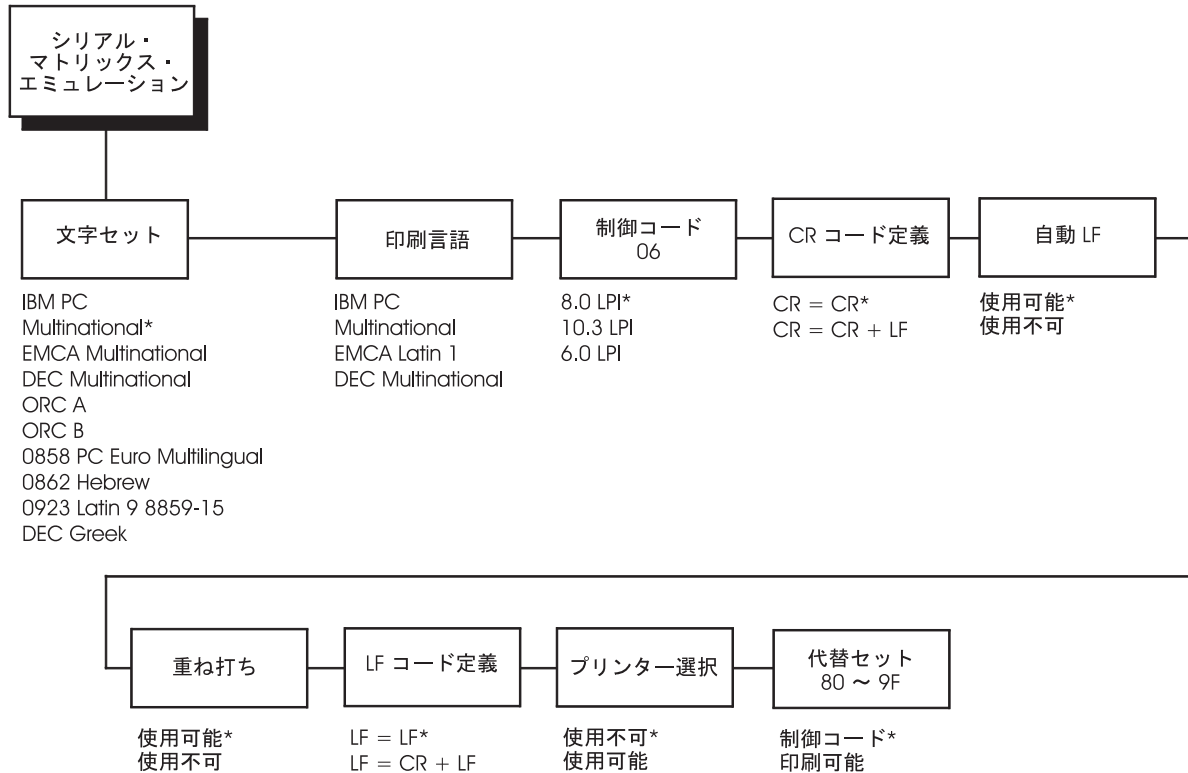 シリアル・
マトリックス・
エミュレーション
文字セット
IBM PC
Multinational*
EMCA Multinational
DEC Multinational
ORC A
ORC B
0858 PC Euro Multilingual
0862 Hebrew
0923 Latin 9 8859-15
DEC Greek
印刷言語
IBM PC
Multinational
EMCA Latin 1
DEC Multinational
制御コード
06
8.0 LPI*
10.3 LPI
6.0 LPI
CR コード定義
CR = CR*
CR = CR + LF
自動 LF
使用可能*
使用不可
重ね打ち
使用可能*
使用不可
LF コード定義
LF = LF*
LF = CR + LF
プリンター選択
使用不可*
使用可能
代替セット
80 ～ 9F
制御コード*
印刷可能